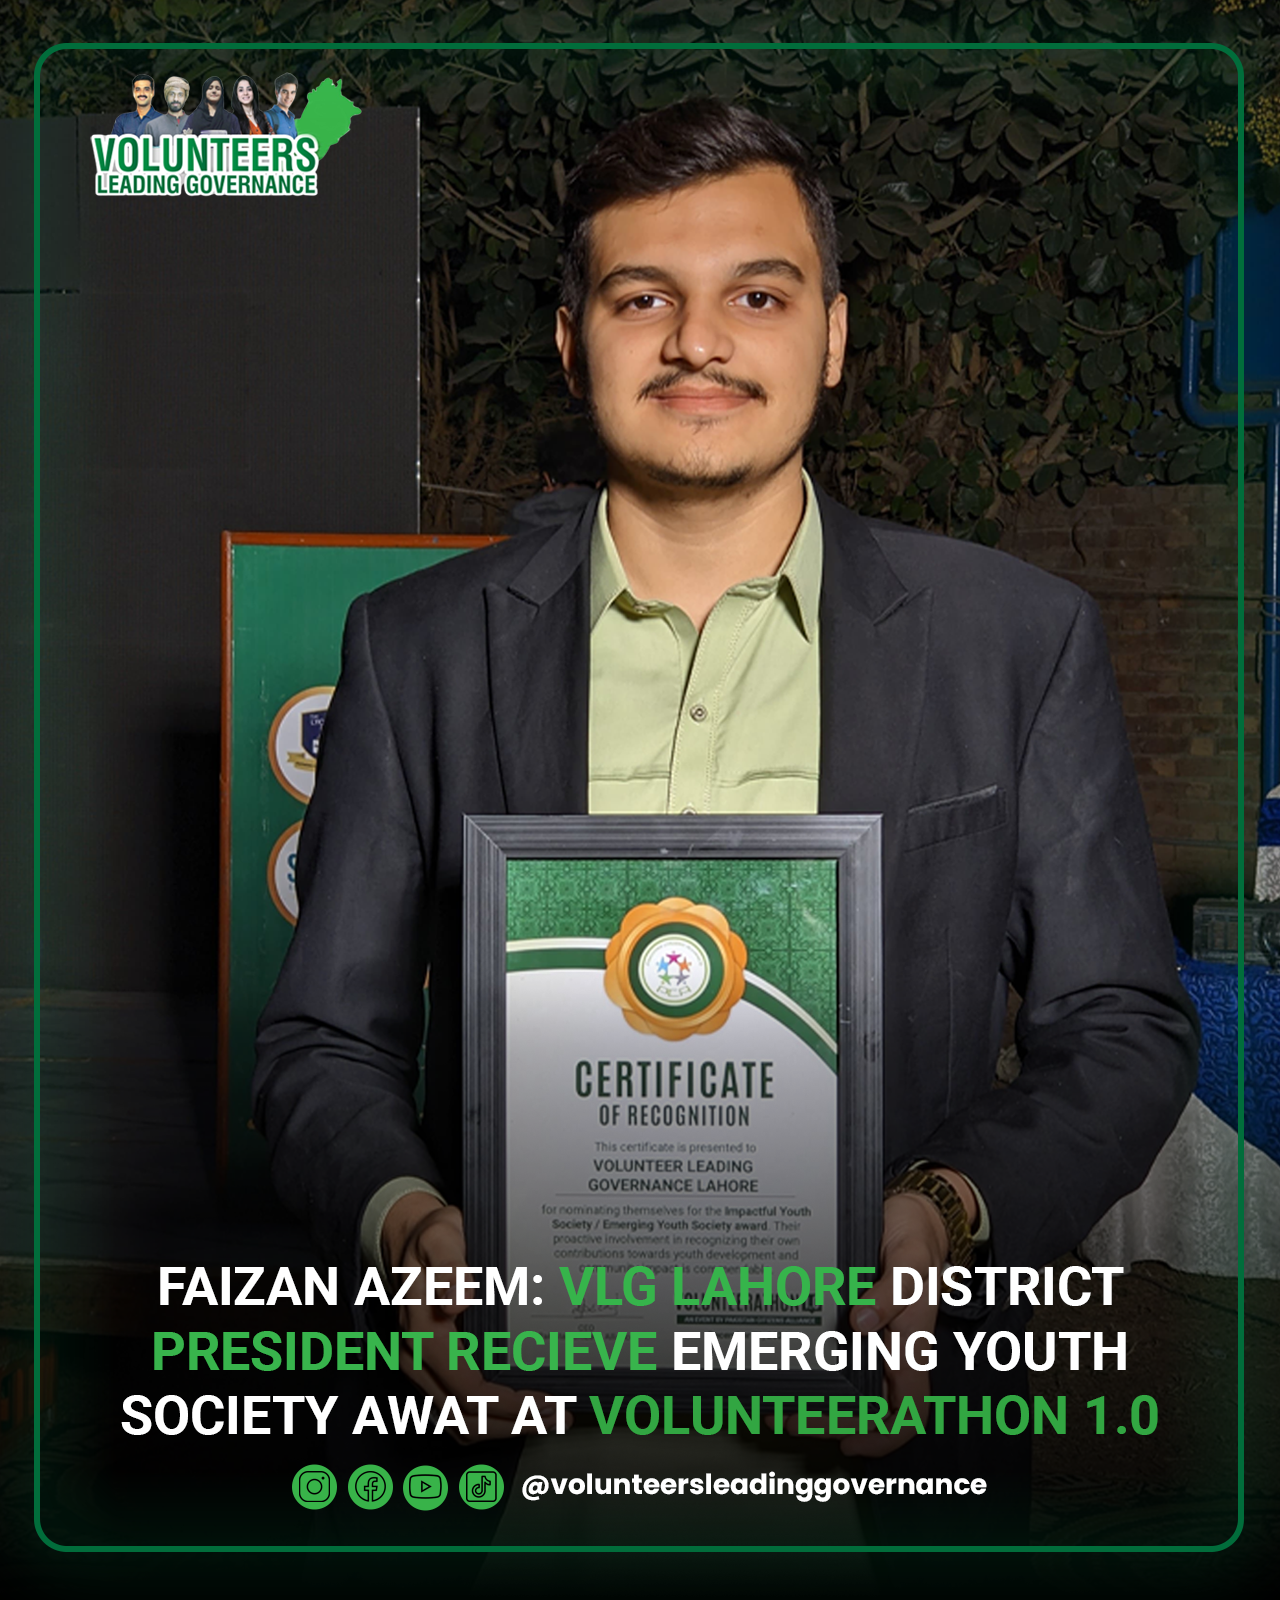 VOLUNTEERS
LEADING GOVERNANCE
CERTIFICATE
OF RECOGNITION
This certificate is presented to
VOLUNTEER LEADING
GOVERNANCE LAHORE
for nominating themselves for the Impactful Youth
Society / Emerging Youth Society award. Their
proactive involvement in recognizing their own
contributions towards youth development and
FAIZAN AZEEM: VLG LAHORE DISTRICT
PRESIDENT RECIEVE EMERGING YOUTH
SOCIETY AWAT AT VOLUNTEERATHON 1.0
@volunteersleadinggovernance